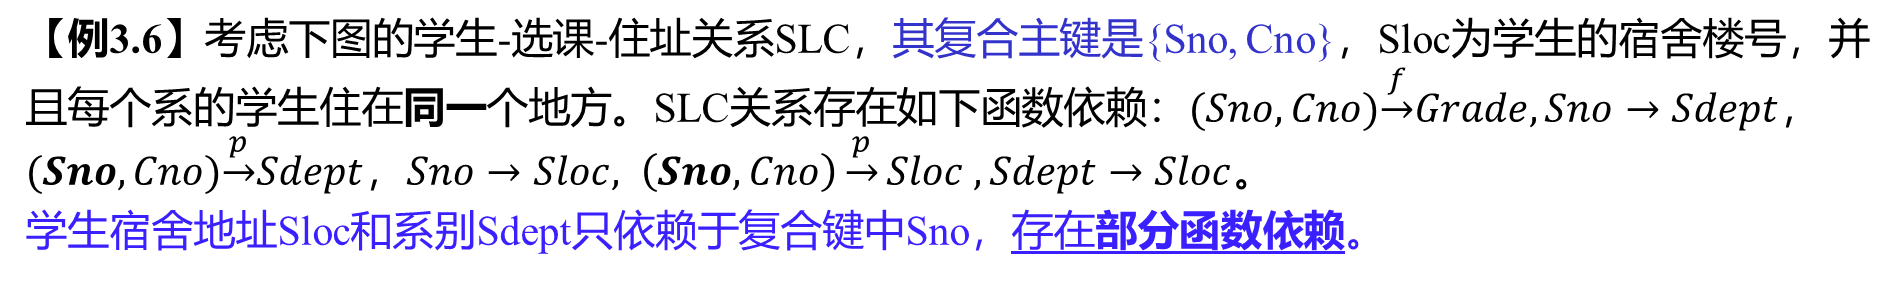 【例3.6】考虑下图的学生-选课-住址关系SLC，其复合主键是{Sno, Cno}，Sloc为学生的宿舍楼号，并
且每个系的学生住在同一个地方。SLC关系存在如下函数依赖：(Sno, Cno)\overset{f}{→}Grade, Sno → Sdept，
(Sno, Cno)\overset{p}{→}Sdept，Sno → Sloc，(Sno, Cno)\overset{p}{→} Sloc , Sdept → Sloc。
学生宿舍地址Sloc和系别Sdept只依赖于复合键中Sno，存在部分函数依赖。